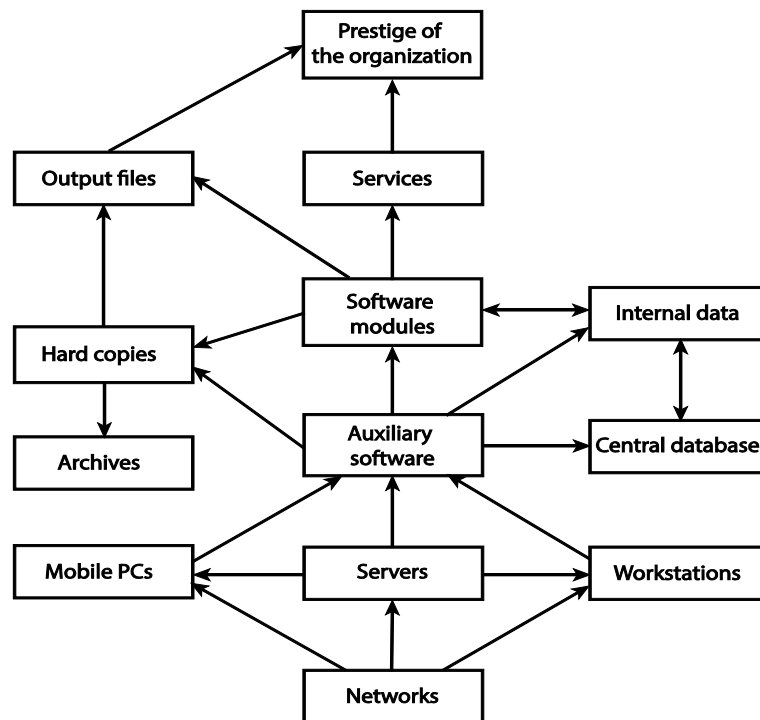 Prestige of
the organization
Output files
Services
Software
modules
Internal data
Hard copies
Auxiliary
software
Central database
Archives
Mobile PCs
Servers
Workstations
Networks